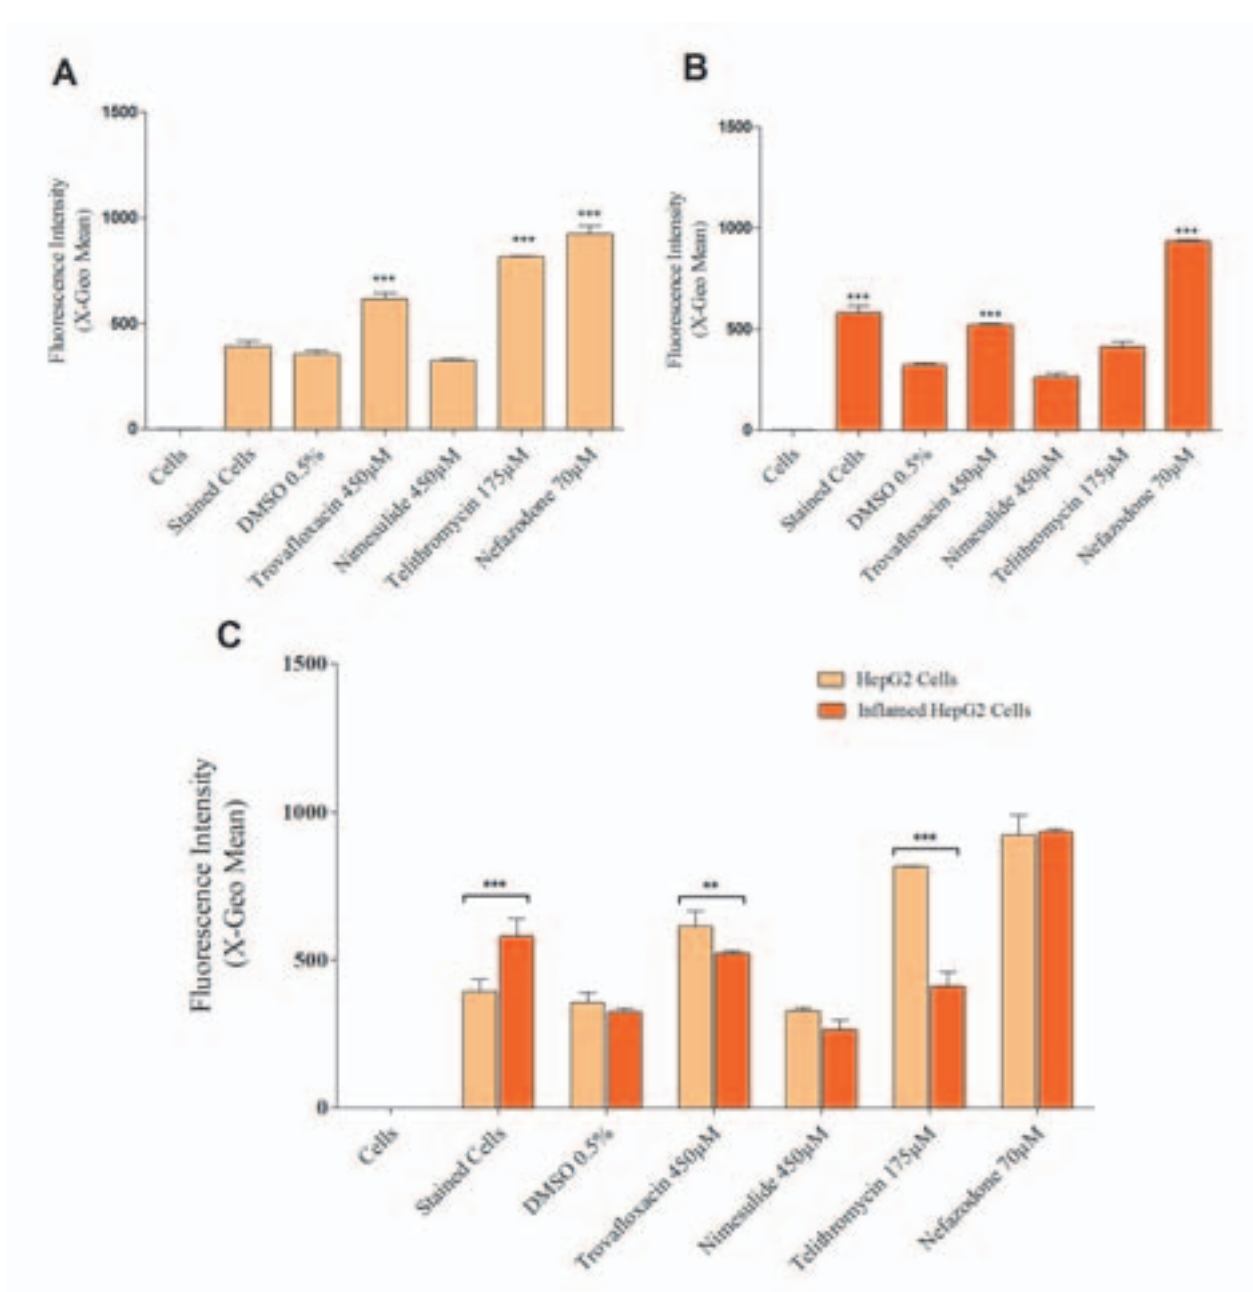 A
1500
1000
500
0
Fluorescence Intensity
(X-Geo Mean)
***
***
***
Cells
Stained Cells
DMSO 0.5%
Trovafloxacin 450µM
Nimesulide 450µM
Telithromycin 175µM
Nefazodone 70µM
B
1500
1000
500
0
Fluorescence Intensity
(X-Geo Mean)
***
***
***
Cells
Stained Cells
DMSO 0.5%
Trovafloxacin 450µM
Nimesulide 450µM
Telithromycin 175µM
Nefazodone 70µM
C
1500
1000
500
0
Fluorescence Intensity
(X-Geo Mean)
HepG2 Cells
Inflamed HepG2 Cells
***
**
***
Cells
Stained Cells
DMSO 0.5%
Trovafloxacin 450µM
Nimesulide 450µM
Telithromycin 175µM
Nefazodone 70µM